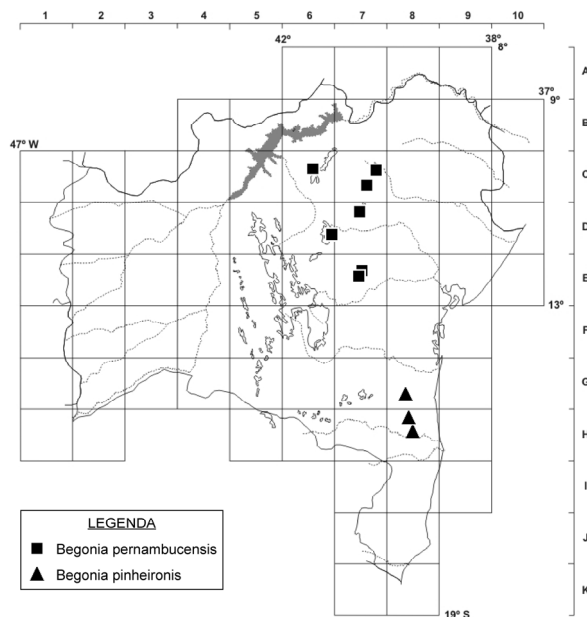 1 2 3 4 5 6 7 8 9 10
42° 38°
8°
A
37°
9°
B
47° W
C
D
E
13°
F
G
H
I
J
K
19° S
LEGENDA
Begonia pernambucensis
Begonia pinheironis